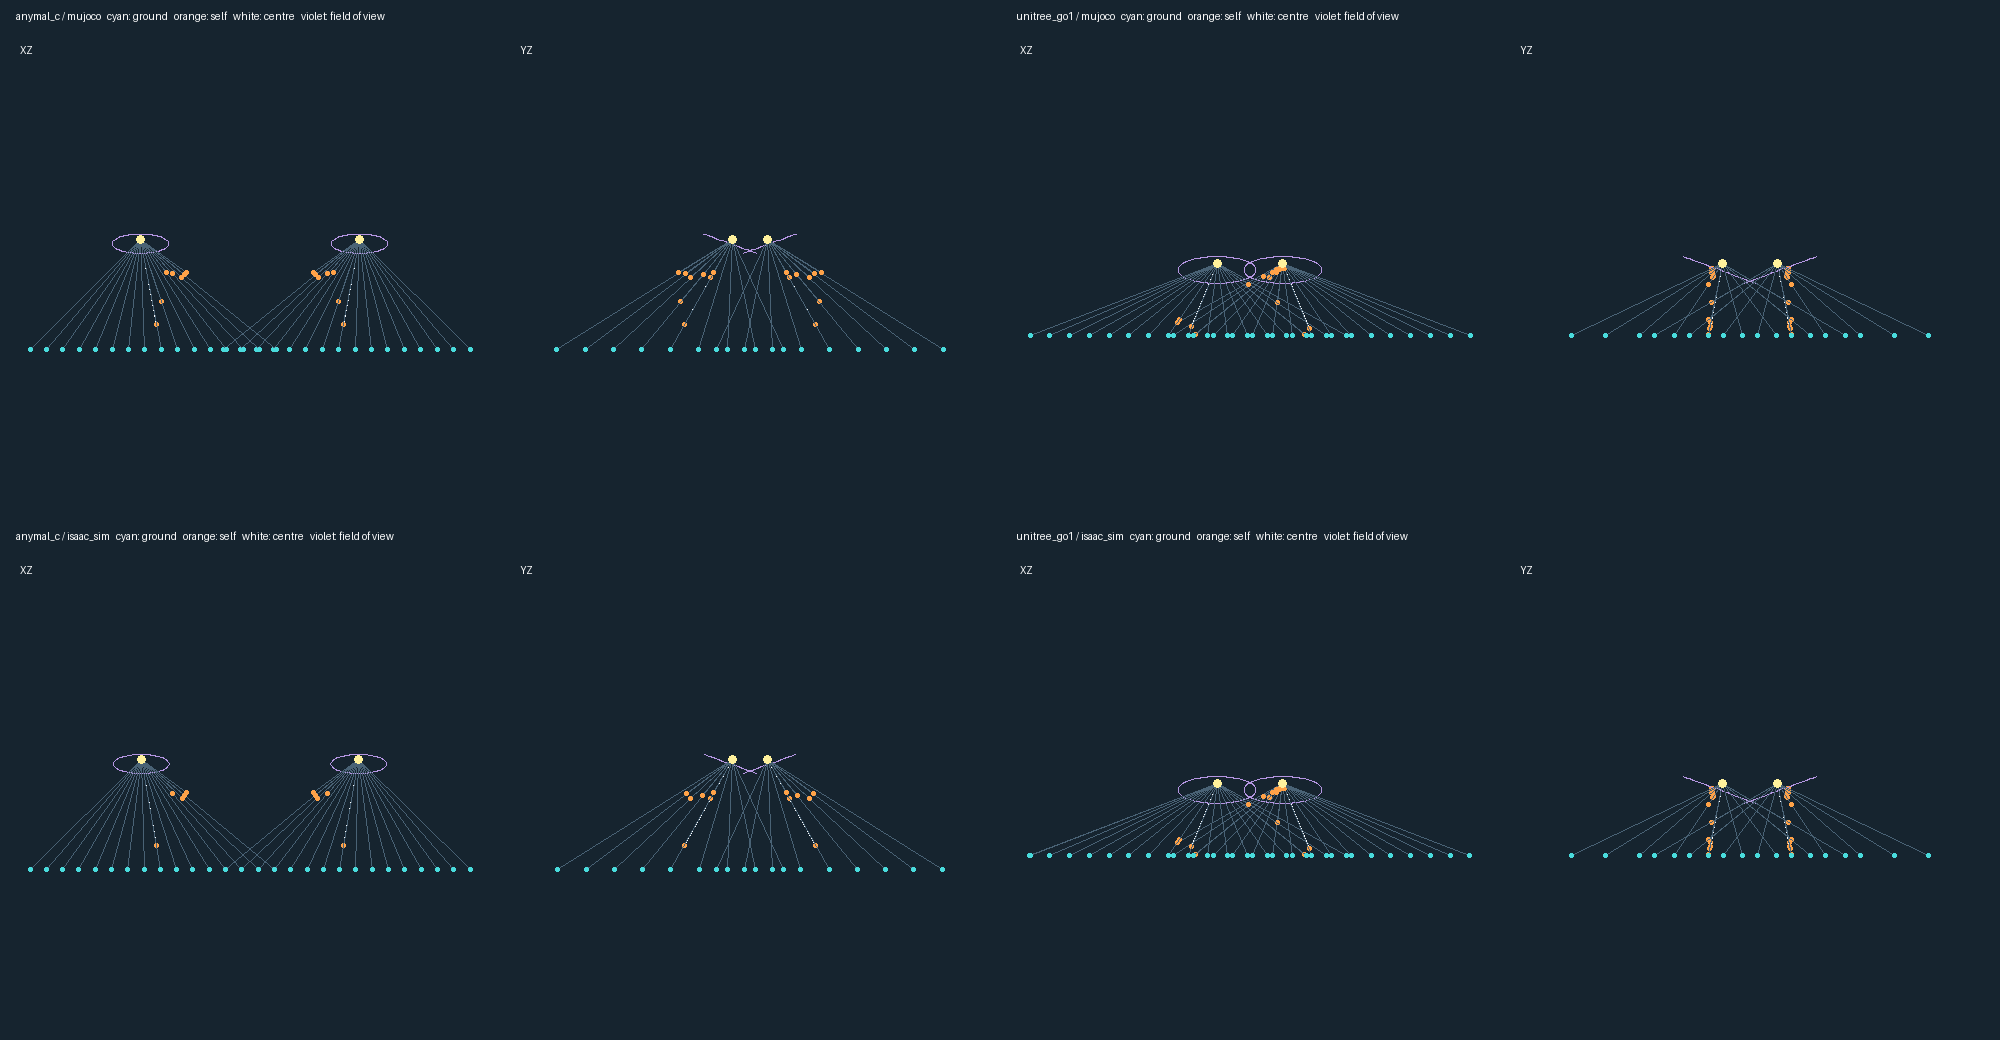 anymal_c / mujoco cyan: ground orange: self white: centre violet: field of view
XZ
YZ
unitree_go1 / mujoco cyan: ground orange: self white: centre violet: field of view
XZ
YZ
anymal_c / isaac_sim cyan: ground orange: self white: centre violet: field of view
XZ
YZ
unitree_go1 / isaac_sim cyan: ground orange: self white: centre violet: field of view
XZ
YZ